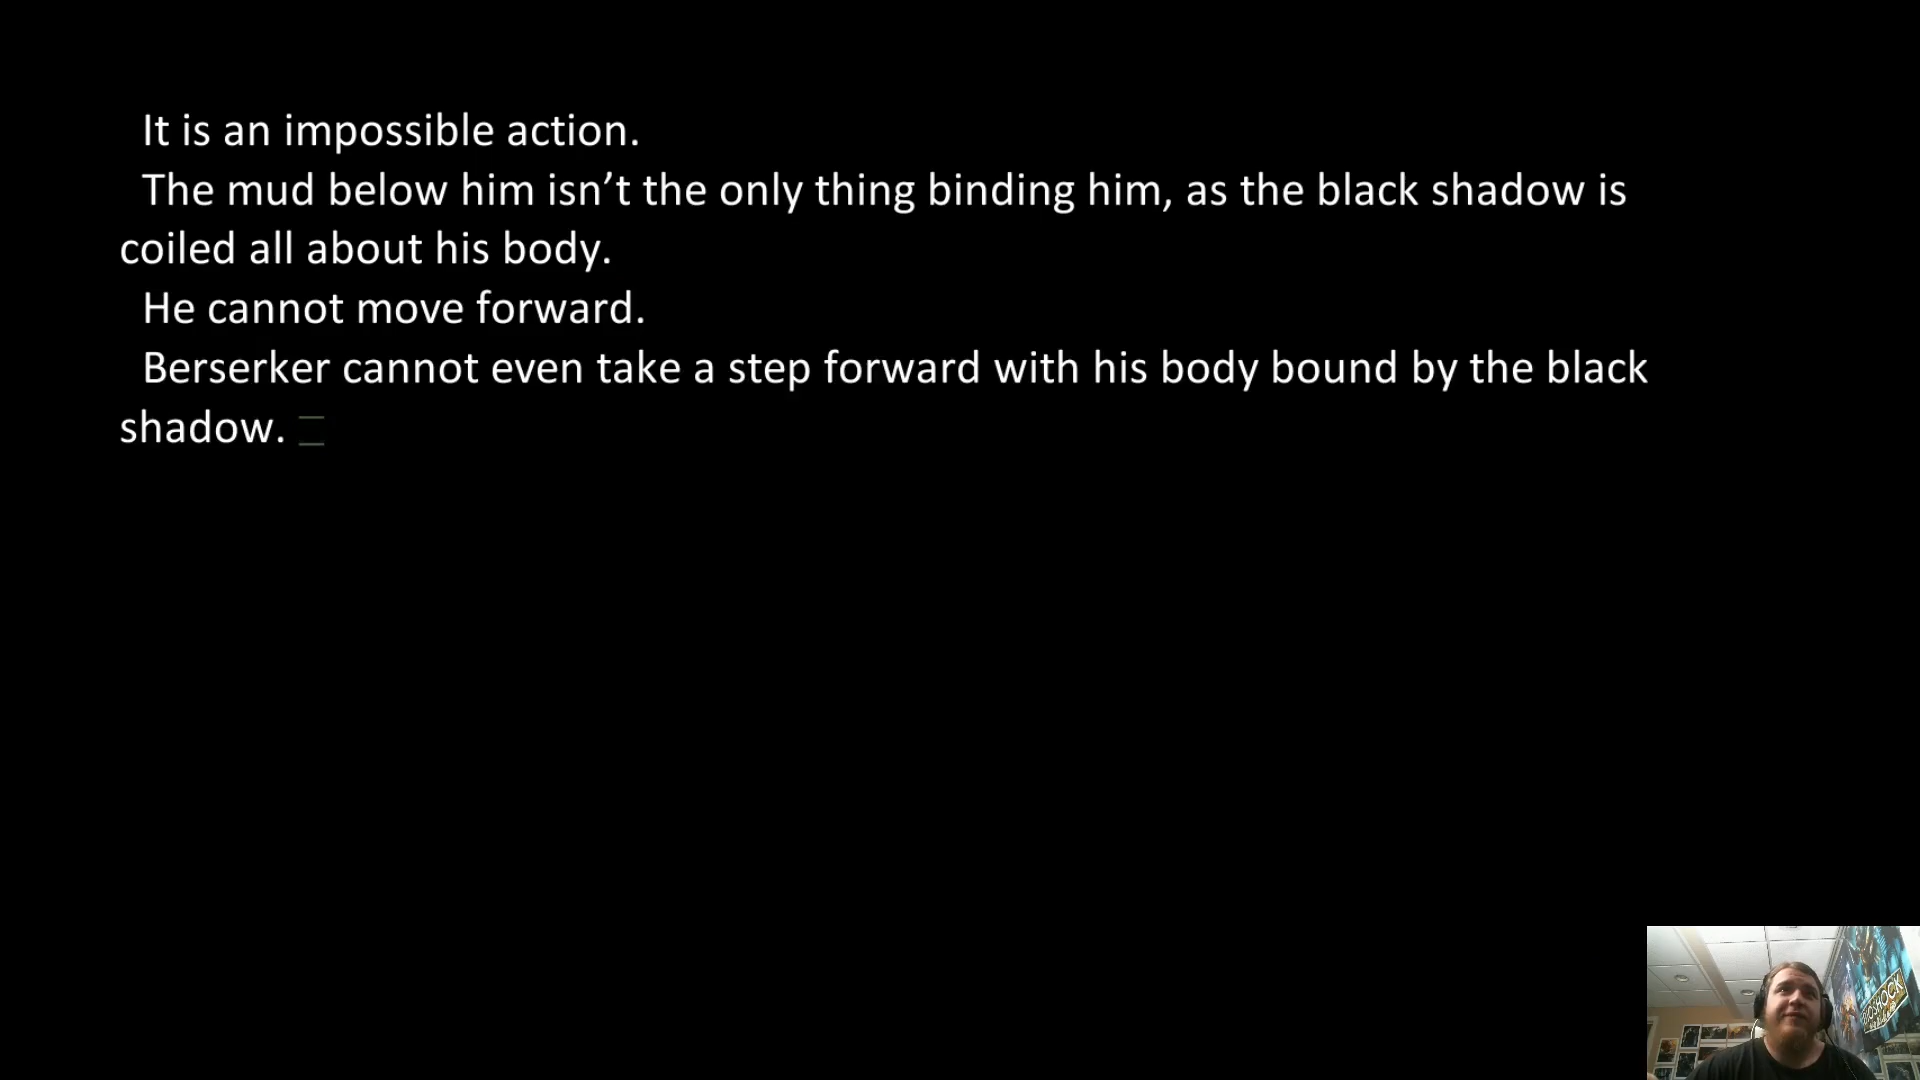 It is an impossible action.
The mud below him isn’t the only thing binding him, as the black shadow is
coiled all about his body.
He cannot move forward.
Berserker cannot even take a step forward with his body bound by the black
shadow.
BIOSHOCK